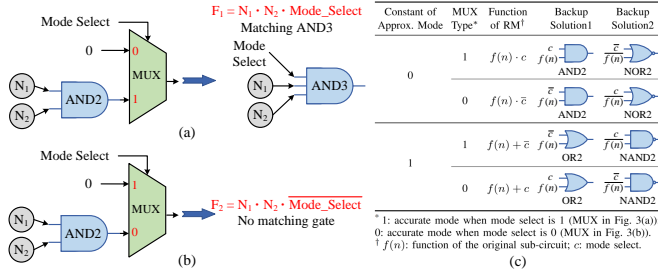 F₁ = N₁ · N₂ · Mode_Select
Matching AND3
Mode Select
0
0
MUX
1
N₁
N₂
AND2
Mode
Select
N₁
N₂
AND3
(a)
Mode Select
0
1
MUX
0
N₁
N₂
AND2
F₂ = N₁ · N₂ · \overline{Mode_Select}
No matching gate
(b)
Constant of Approx. Mode | MUX Type* | Function of RM† | Backup Solution1 | Backup Solution2
0 | 1 | f(n) · c | c f(n) AND2 | c̅ f(n) NOR2
0 | f(n) · c̅ | c̅ f(n) AND2 | c \overline{f(n)} NOR2
1 | 1 | f(n) + c̅ | c̅ f(n) OR2 | c \overline{f(n)} NAND2
0 | f(n) + c | c f(n) OR2 | c̅ \overline{f(n)} NAND2
* 1: accurate mode when mode select is 1 (MUX in Fig. 3(a))
0: accurate mode when mode select is 0 (MUX in Fig. 3(b)).
† f(n): function of the original sub-circuit; c: mode select.
(c)